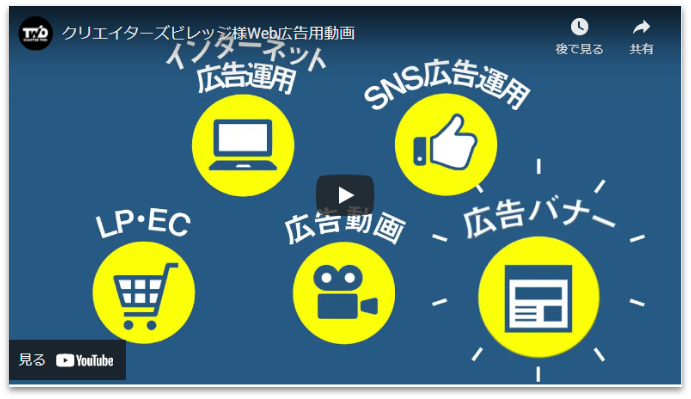 クリエイターズビレッジ様Web広告用動画
後で見る
共有
インターネット
広告運用
SNS広告運用
LP・EC
広告動画
広告バナー
見る YouTube